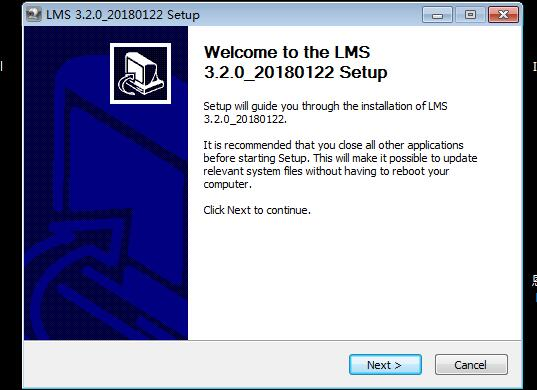 LMS 3.2.0_20180122 Setup
Welcome to the LMS
3.2.0_20180122 Setup
Setup will guide you through the installation of LMS
3.2.0_20180122.
It is recommended that you close all other applications
before starting Setup. This will make it possible to update
relevant system files without having to reboot your
computer.
Click Next to continue.
Next >
Cancel